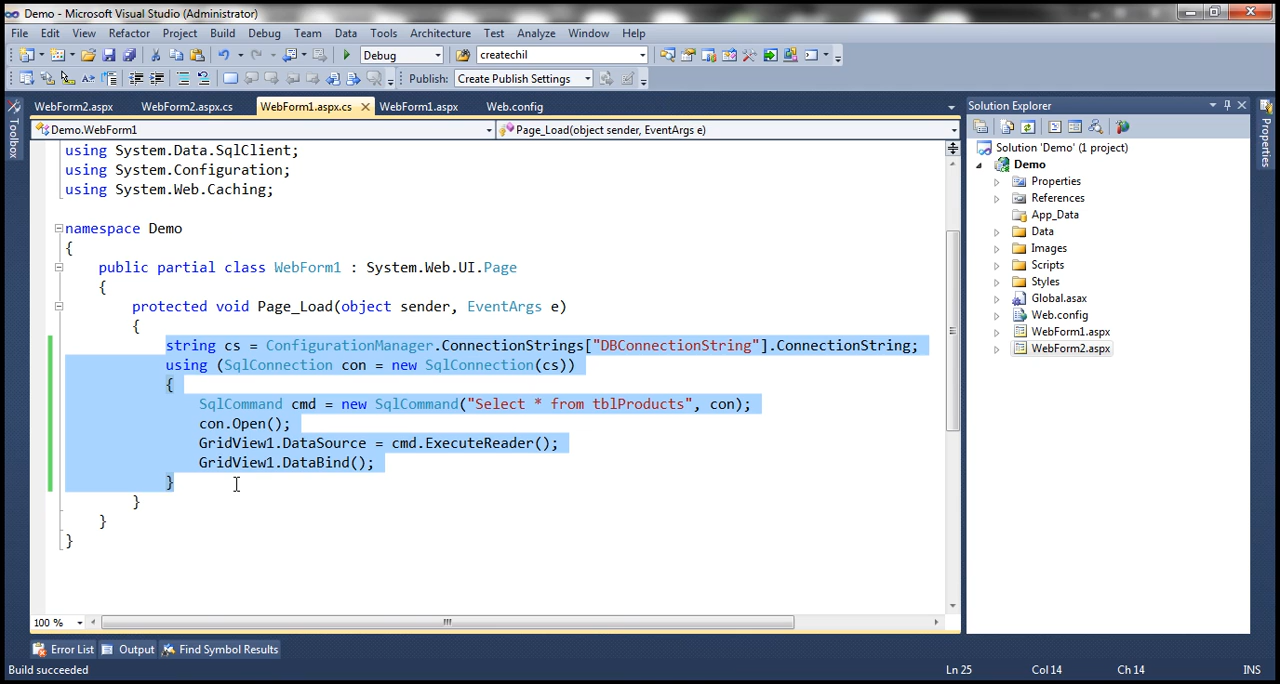 Demo - Microsoft Visual Studio (Administrator)
File Edit View Refactor Project Build Debug Team Data Tools Architecture Test Analyze Window Help
Debug createchil
Publish: Create Publish Settings
WebForm2.aspx WebForm2.aspx.cs WebForm1.aspx.cs WebForm1.aspx Web.config
Demo.WebForm1 Page_Load(object sender, EventArgs e)
Toolbox
using System.Data.SqlClient;
using System.Configuration;
using System.Web.Caching;
namespace Demo
{
public partial class WebForm1 : System.Web.UI.Page
{
protected void Page_Load(object sender, EventArgs e)
{
string cs = ConfigurationManager.ConnectionStrings["DBConnectionString"].ConnectionString;
using (SqlConnection con = new SqlConnection(cs))
{
SqlCommand cmd = new SqlCommand("Select * from tblProducts", con);
con.Open();
GridView1.DataSource = cmd.ExecuteReader();
GridView1.DataBind();
}
}
}
}
100 %
Solution Explorer
Solution 'Demo' (1 project)
Demo
Properties
References
App_Data
Data
Images
Scripts
Styles
Global.asax
Web.config
WebForm1.aspx
WebForm2.aspx
Properties
Error List Output Find Symbol Results
Build succeeded Ln 25 Col 14 Ch 14 INS